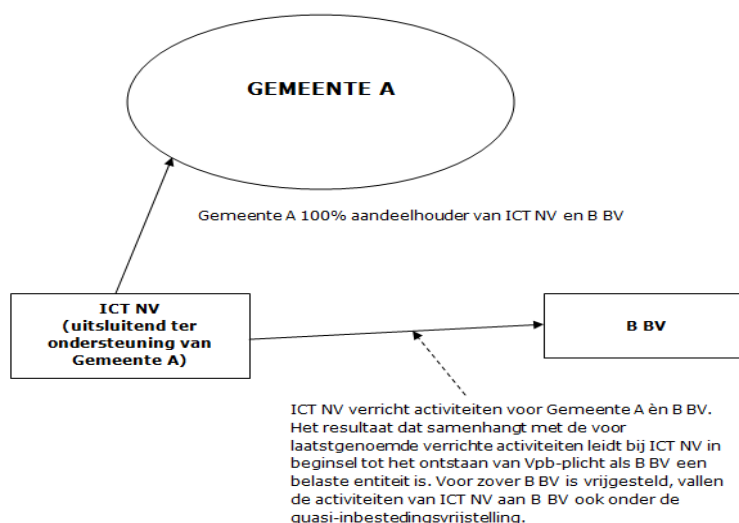 GEMEENTE A
Gemeente A 100% aandeelhouder van ICT NV en B BV
ICT NV
(uitsluitend ter
ondersteuning van
Gemeente A)
B BV
ICT NV verricht activiteiten voor Gemeente A èn B BV.
Het resultaat dat samenhangt met de voor
laatstgenoemde verrichte activiteiten leidt bij ICT NV in
beginsel tot het ontstaan van Vpb-plicht als B BV een
belaste entiteit is. Voor zover B BV is vrijgesteld, vallen
de activiteiten van ICT NV aan B BV ook onder de
quasi-inbestedingsvrijstelling.